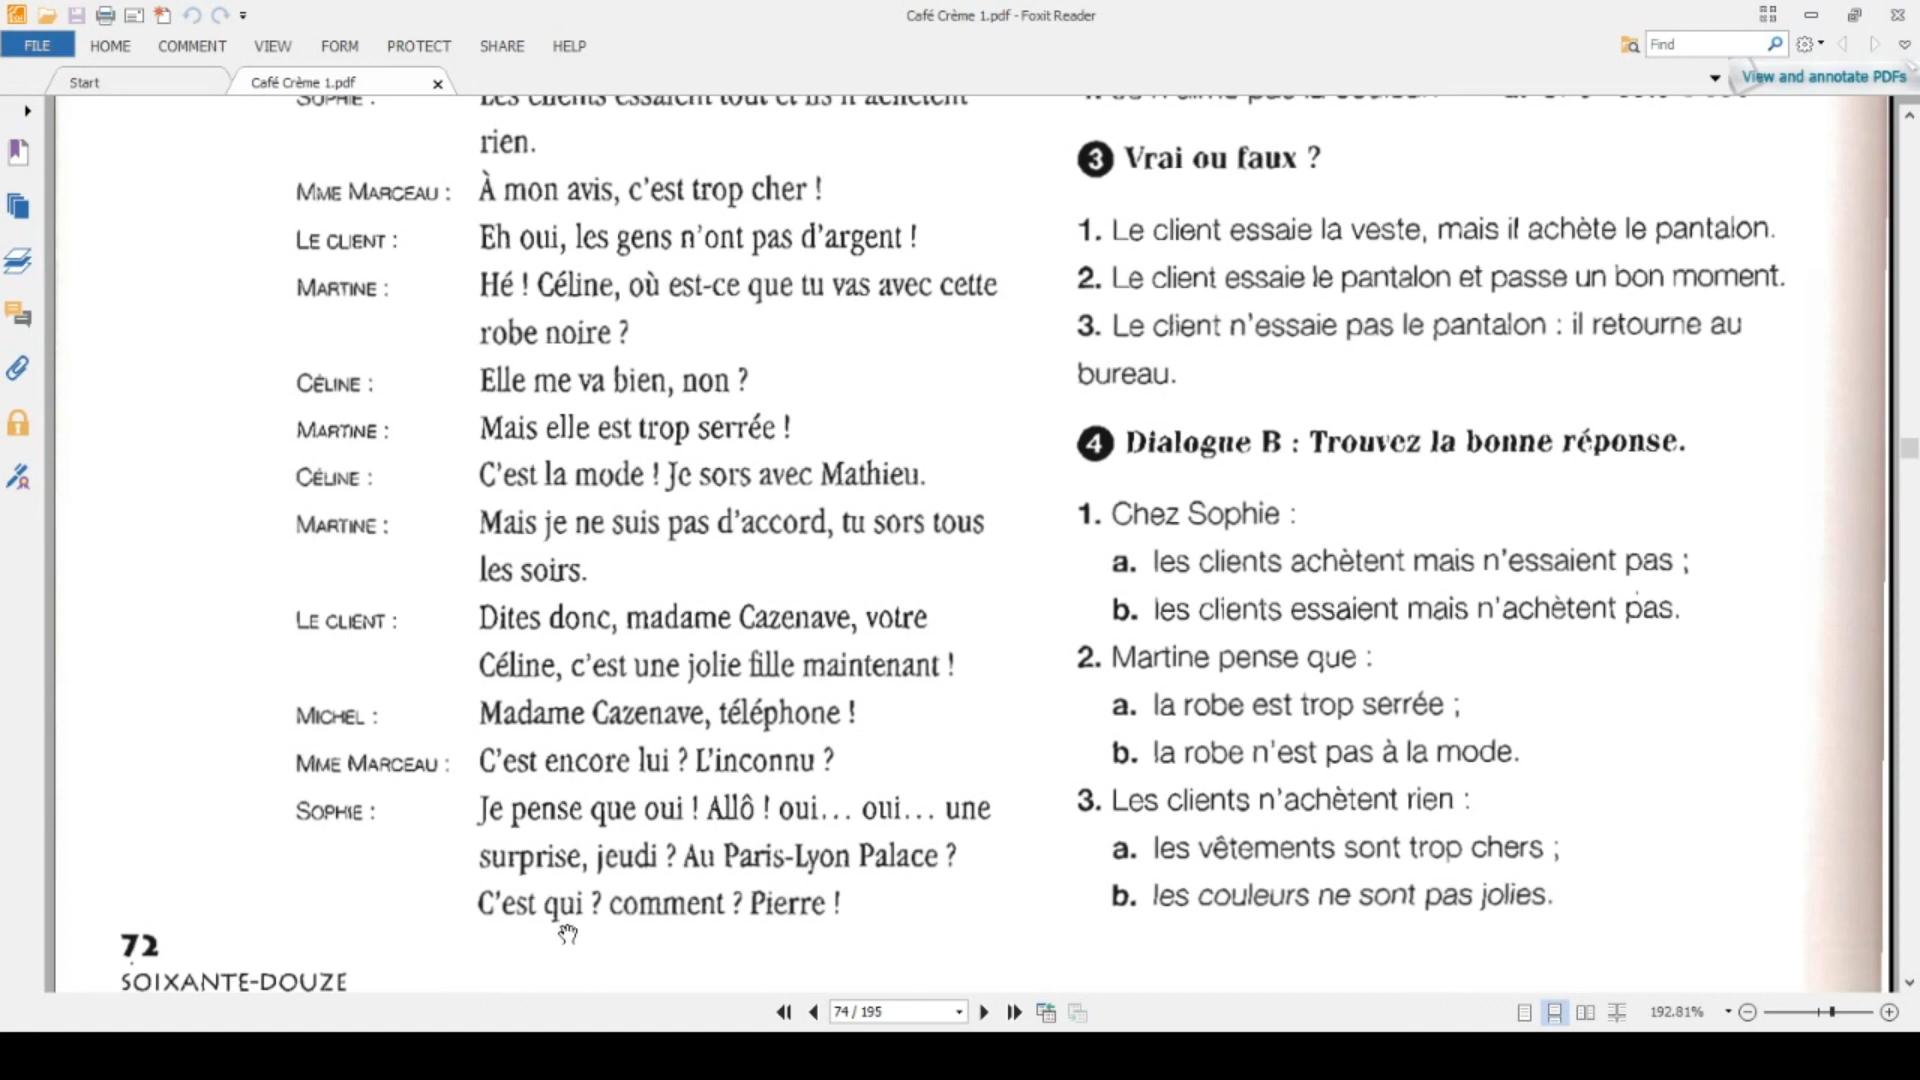 Café Crème 1.pdf - Foxit Reader
FILE HOME COMMENT VIEW FORM PROTECT SHARE HELP
Find
Start
Café Crème 1.pdf
View and annotate PDFs
SOPHIE : Les clients essaient tout et ils n'achètent
rien.
MME MARCEAU : À mon avis, c'est trop cher !
LE CLIENT : Eh oui, les gens n'ont pas d'argent !
MARTINE : Hé ! Céline, où est-ce que tu vas avec cette
robe noire ?
CÉLINE : Elle me va bien, non ?
MARTINE : Mais elle est trop serrée !
CÉLINE : C'est la mode ! Je sors avec Mathieu.
MARTINE : Mais je ne suis pas d'accord, tu sors tous
les soirs.
LE CLIENT : Dites donc, madame Cazenave, votre
Céline, c'est une jolie fille maintenant !
MICHEL : Madame Cazenave, téléphone !
MME MARCEAU : C'est encore lui ? L'inconnu ?
SOPHIE : Je pense que oui ! Allô ! oui... oui... une
surprise, jeudi ? Au Paris-Lyon Palace ?
C'est qui ? comment ? Pierre !
72
SOIXANTE-DOUZE
3 Vrai ou faux ?
1. Le client essaie la veste, mais il achète le pantalon.
2. Le client essaie le pantalon et passe un bon moment.
3. Le client n'essaie pas le pantalon : il retourne au
bureau.
4 Dialogue B : Trouvez la bonne réponse.
1. Chez Sophie :
a. les clients achètent mais n'essaient pas ;
b. les clients essaient mais n'achètent pas.
2. Martine pense que :
a. la robe est trop serrée ;
b. la robe n'est pas à la mode.
3. Les clients n'achètent rien :
a. les vêtements sont trop chers ;
b. les couleurs ne sont pas jolies.
74 / 195
192.81%